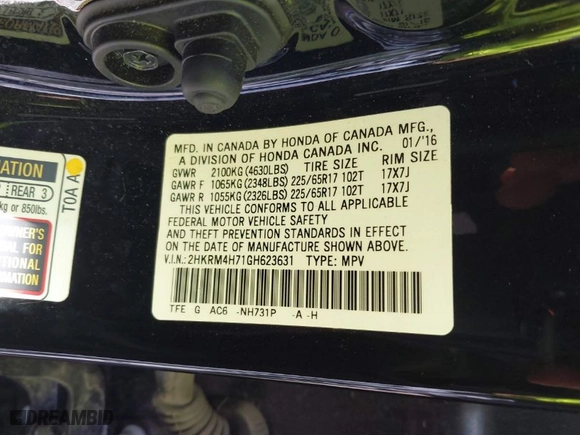 MFD. IN CANADA BY HONDA OF CANADA MFG.,
A DIVISION OF HONDA CANADA INC. 01/'16
GVWR 2100KG(4630LBS) TIRE SIZE RIM SIZE
GAWR F 1065KG(2348LBS) 225/65R17 102T 17X7J
GAWR R 1055KG(2326LBS) 225/65R17 102T 17X7J
THIS VEHICLE CONFORMS TO ALL APPLICABLE
FEDERAL MOTOR VEHICLE SAFETY
AND THEFT PREVENTION STANDARDS IN EFFECT
ON THE DATE OF MANUFACTURE SHOWN ABOVE.
V.I.N.: 2HKRM4H71GH623631 TYPE: MPV
TFE G AC6 -NH731P -A -H
REAR 3
kg or 850lbs.
T0A A
DREAMBID